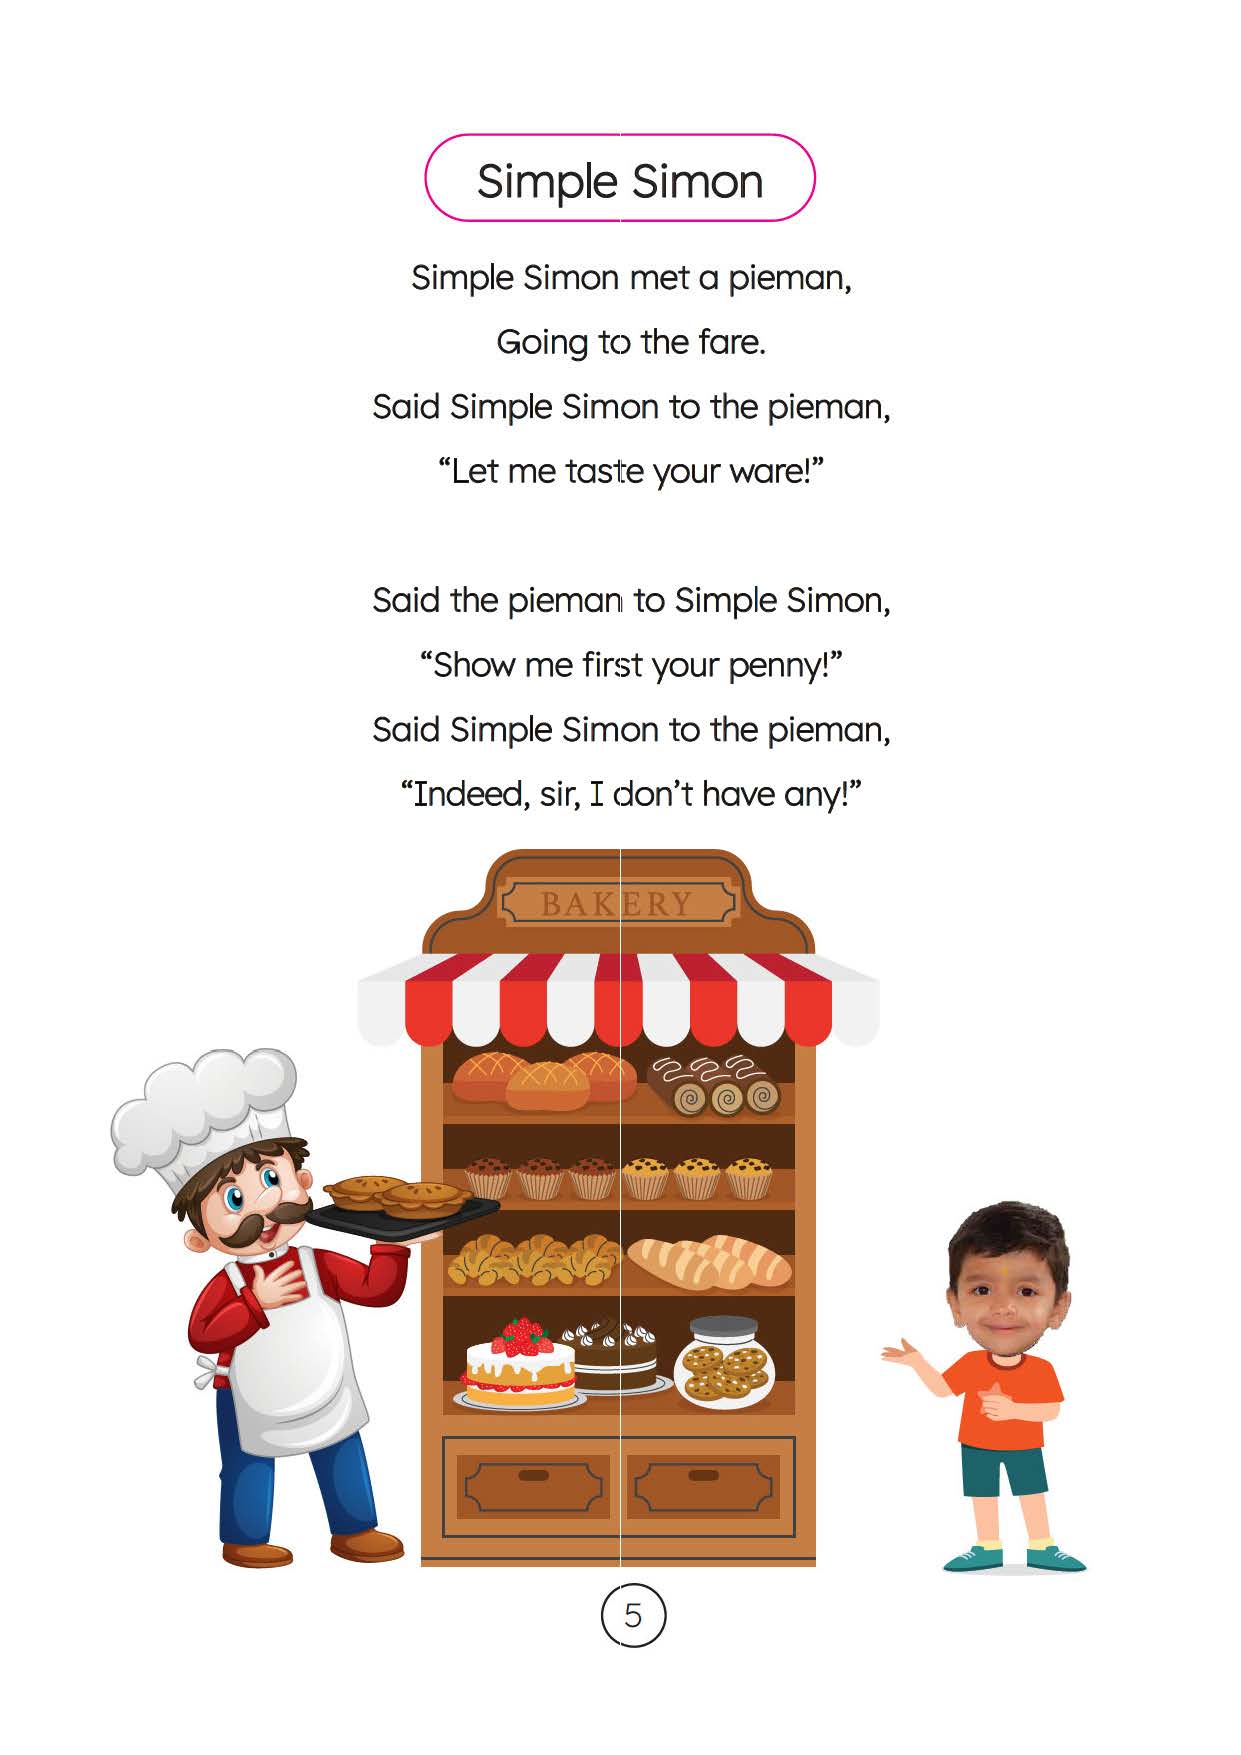 Simple Simon
Simple Simon met a pieman,
Going to the fare.
Said Simple Simon to the pieman,
“Let me taste your ware!”
Said the pieman to Simple Simon,
“Show me first your penny!”
Said Simple Simon to the pieman,
“Indeed, sir, I don’t have any!”
BAKERY
5